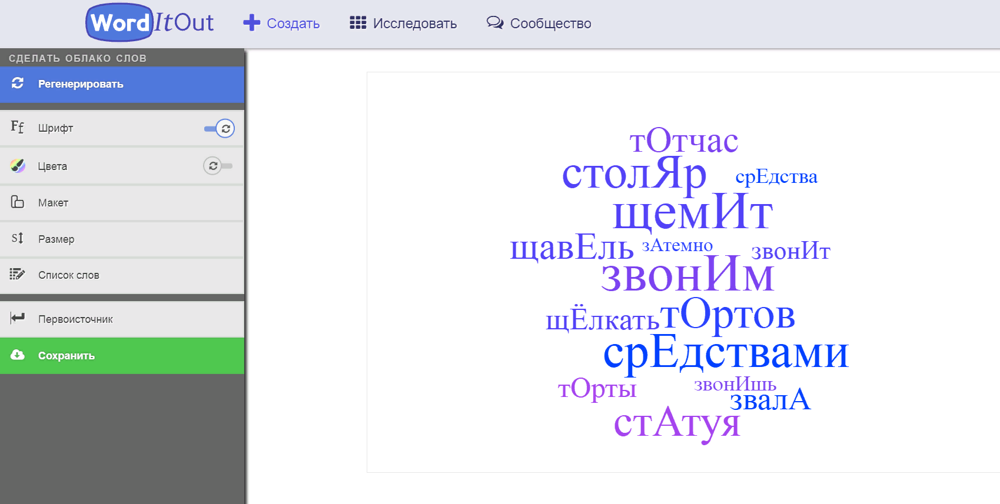 WordItOut Создать Исследовать Сообщество
СДЕЛАТЬ ОБЛАКО СЛОВ
Регенерировать
Ff Шрифт
Цвета
Макет
S Размер
Список слов
Первоисточник
Сохранить
тОтчас
столЯр срЕдства
щемИт
щавЕль зАтемно звонИт
звонИм
щЁлкать тОртов
срЕдствами
тОрты звонИшь
звалА
стАтуя